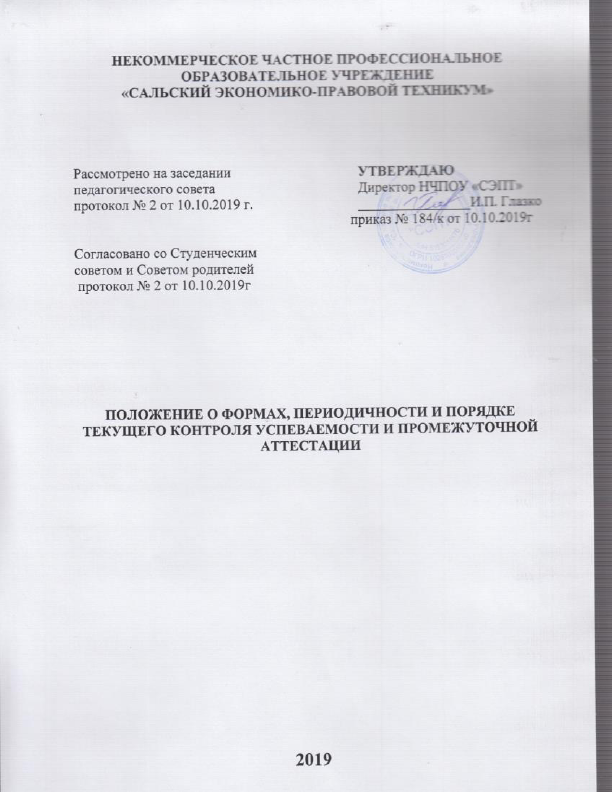 НЕКОММЕРЧЕСКОЕ ЧАСТНОЕ ПРОФЕССИОНАЛЬНОЕ
ОБРАЗОВАТЕЛЬНОЕ УЧРЕЖДЕНИЕ
«САЛЬСКИЙ ЭКОНОМИКО-ПРАВОВОЙ ТЕХНИКУМ»
Рассмотрено на заседании
педагогического совета
протокол № 2 от 10.10.2019 г.
УТВЕРЖДАЮ
Директор НЧПОУ «СЭПТ»
И.П. Глазко
приказ № 184/к от 10.10.2019г
Согласовано со Студенческим
советом и Советом родителей
протокол № 2 от 10.10.2019г
ПОЛОЖЕНИЕ О ФОРМАХ, ПЕРИОДИЧНОСТИ И ПОРЯДКЕ
ТЕКУЩЕГО КОНТРОЛЯ УСПЕВАЕМОСТИ И ПРОМЕЖУТОЧНОЙ
АТТЕСТАЦИИ
2019